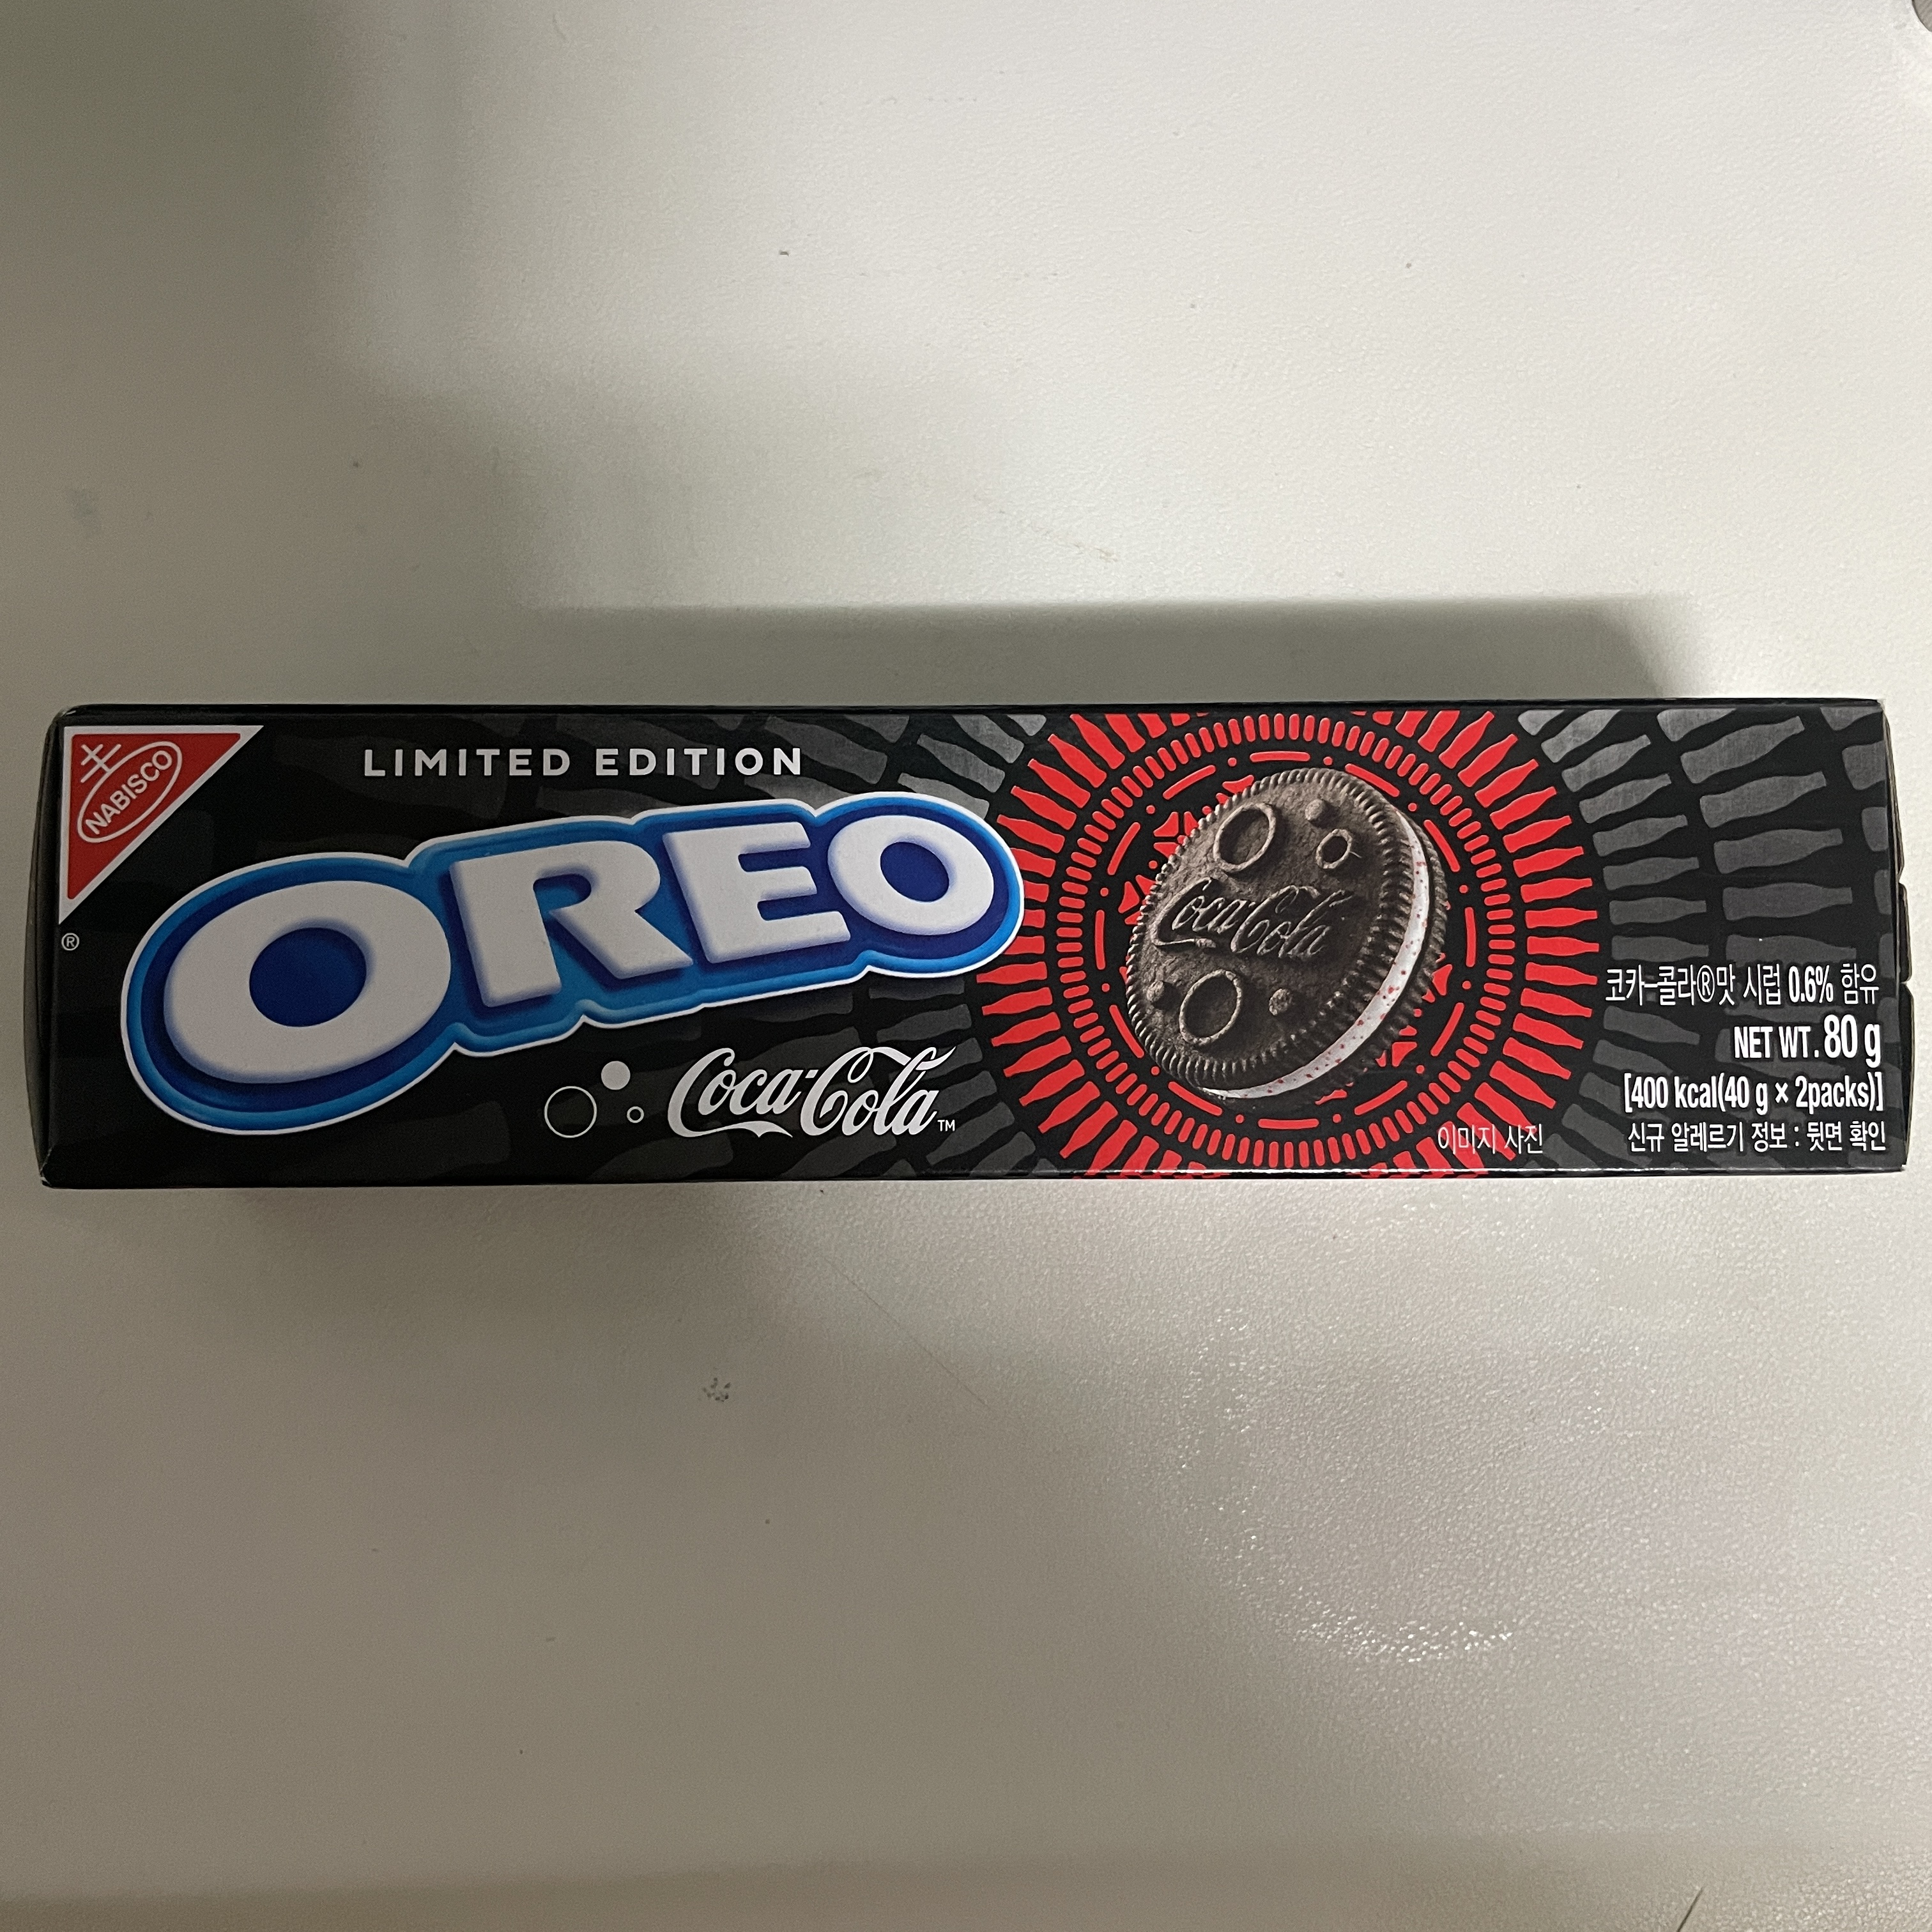 NABISCO
®
LIMITED EDITION
OREO
Coca-Cola™
Coca-Cola
코카-콜라®맛 시럽 0.6% 함유
NET WT. 80 g
[400 kcal(40 g × 2packs)]
이미지 사진
신규 알레르기 정보 : 뒷면 확인